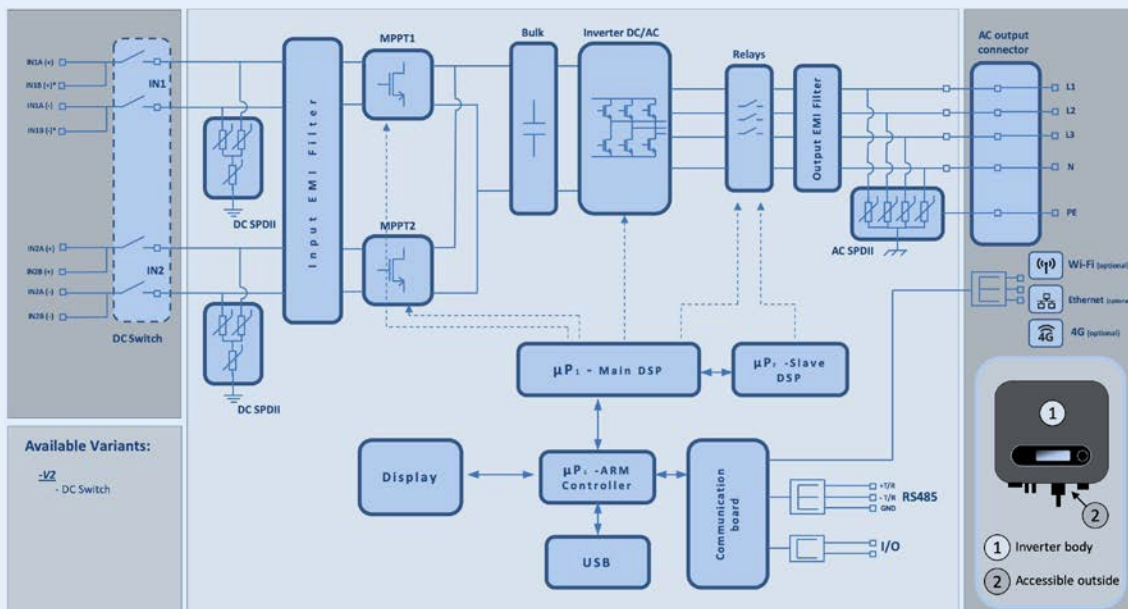 IN1A (+)
IN1B (+)*
IN1A (-)
IN1B (-)*
IN1
IN2A (+)
IN2B (+)
IN2A (-)
IN2B (-)
IN2
DC Switch
DC SPDII
DC SPDII
Input EMI Filter
MPPT1
MPPT2
Bulk
Inverter DC/AC
Relays
Output EMI Filter
AC SPDII
AC output
connector
L1
L2
L3
N
PE
Wi-Fi (optional)
Ethernet (optional
4G
4G (optional)
µP₁ - Main DSP
-Slave
DSP
-ARM
Controller
Display
USB
Communication
board
+T/R
- T/R
GND
RS485
I/O
Available Variants:
-V2
- DC Switch
1
2
1 Inverter body
2 Accessible outside